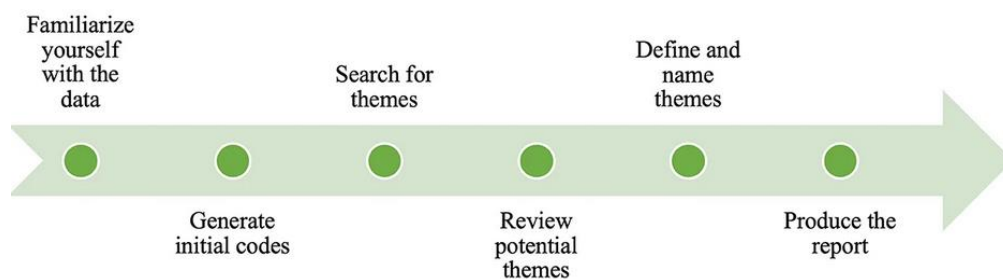 Familiarize
yourself
with the
data
Generate
initial codes
Search for
themes
Review
potential
themes
Define and
name
themes
Produce the
report